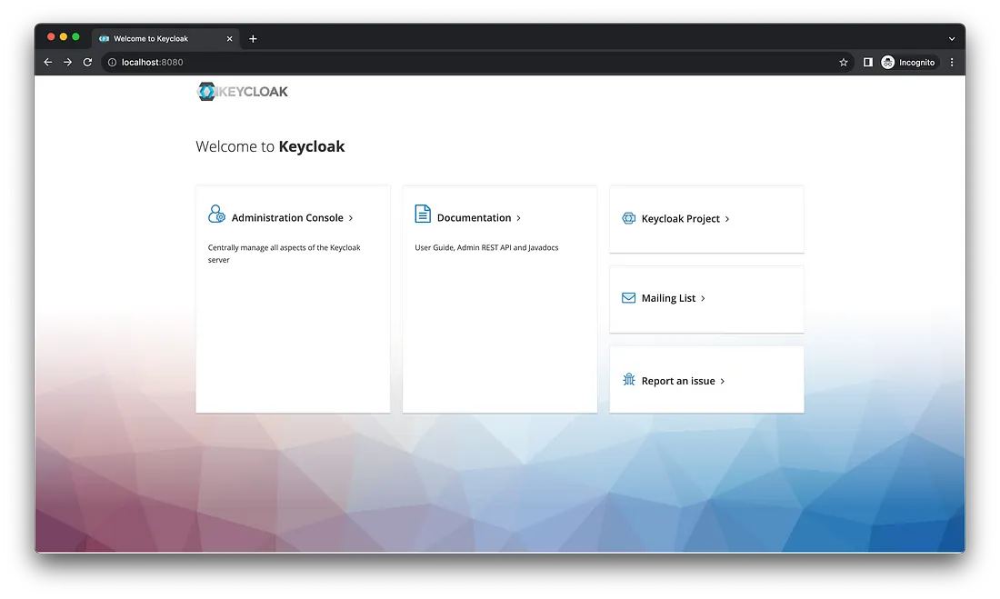 Welcome to Keycloak
localhost:8080
Incognito
KEYCLOAK
Welcome to Keycloak
Administration Console
Centrally manage all aspects of the Keycloak
server
Documentation
User Guide, Admin REST API and Javadocs
Keycloak Project
Mailing List
Report an issue